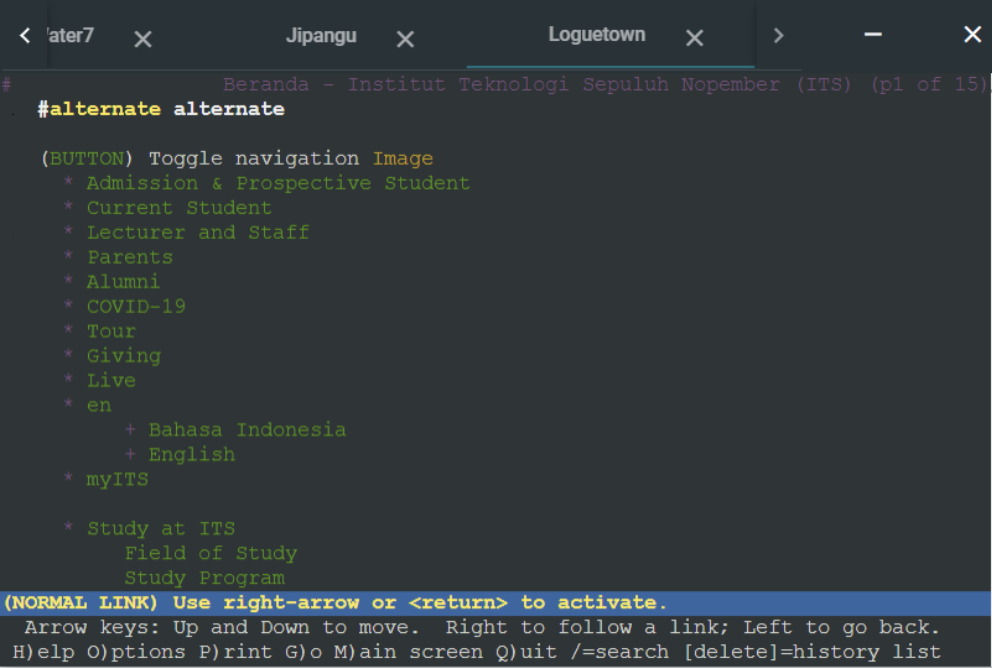 Jipangu
Loguetown
# Beranda - Institut Teknologi Sepuluh Nopember (ITS) (p1 of 15)
#alternate alternate
(BUTTON) Toggle navigation Image
* Admission & Prospective Student
* Current Student
* Lecturer and Staff
* Parents
* Alumni
* COVID-19
* Tour
* Giving
* Live
* en
+ Bahasa Indonesia
+ English
* myITS
* Study at ITS
Field of Study
Study Program
(NORMAL LINK) Use right-arrow or <return> to activate.
Arrow keys: Up and Down to move. Right to follow a link; Left to go back.
H)elp O)ptions P)rint G)o M)ain screen Q)uit /=search [delete]=history list